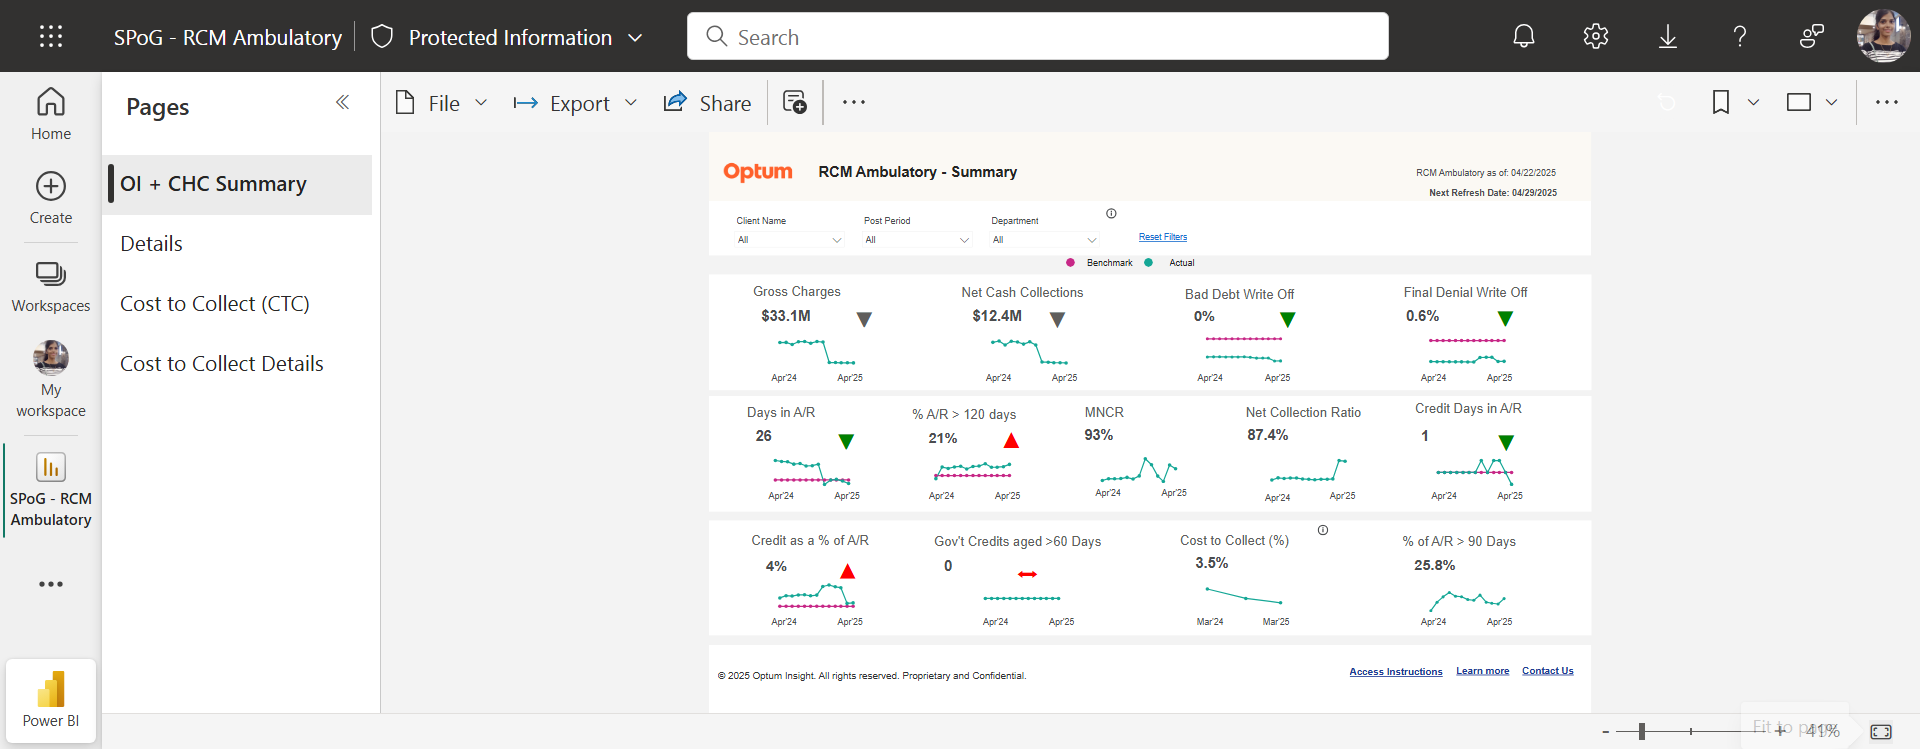 SPoG - RCM Ambulatory
Protected Information
Search
Home
Create
Workspaces
My
workspace
SPoG - RCM
Ambulatory
Power BI
Pages
OI + CHC Summary
Details
Cost to Collect (CTC)
Cost to Collect Details
File
Export
Share
Optum
RCM Ambulatory - Summary
RCM Ambulatory as of: 04/22/2025
Next Refresh Date: 04/29/2025
Client Name
Post Period
Department
All
All
All
Reset Filters
Benchmark
Actual
Gross Charges
$33.1M
Apr'24
Apr'25
Net Cash Collections
$12.4M
Apr'24
Apr'25
Bad Debt Write Off
0%
Apr'24
Apr'25
Final Denial Write Off
0.6%
Apr'24
Apr'25
Days in A/R
26
Apr'24
Apr'25
% A/R > 120 days
21%
Apr'24
Apr'25
MNCR
93%
Apr'24
Apr'25
Net Collection Ratio
87.4%
Apr'24
Apr'25
Credit Days in A/R
1
Apr'24
Apr'25
Credit as a % of A/R
4%
Apr'24
Apr'25
Gov't Credits aged >60 Days
0
Apr'24
Apr'25
Cost to Collect (%)
3.5%
Mar'24
Mar'25
% of A/R > 90 Days
25.8%
Apr'24
Apr'25
© 2025 Optum Insight. All rights reserved. Proprietary and Confidential.
Access Instructions
Learn more
Contact Us
Fit to page
41%